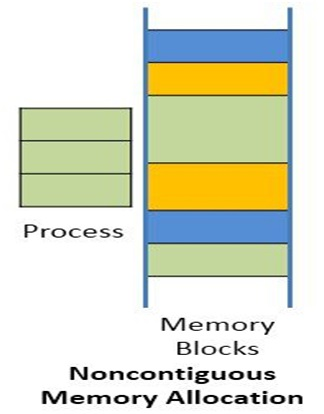 Process
Memory
Blocks
Noncontiguous
Memory Allocation